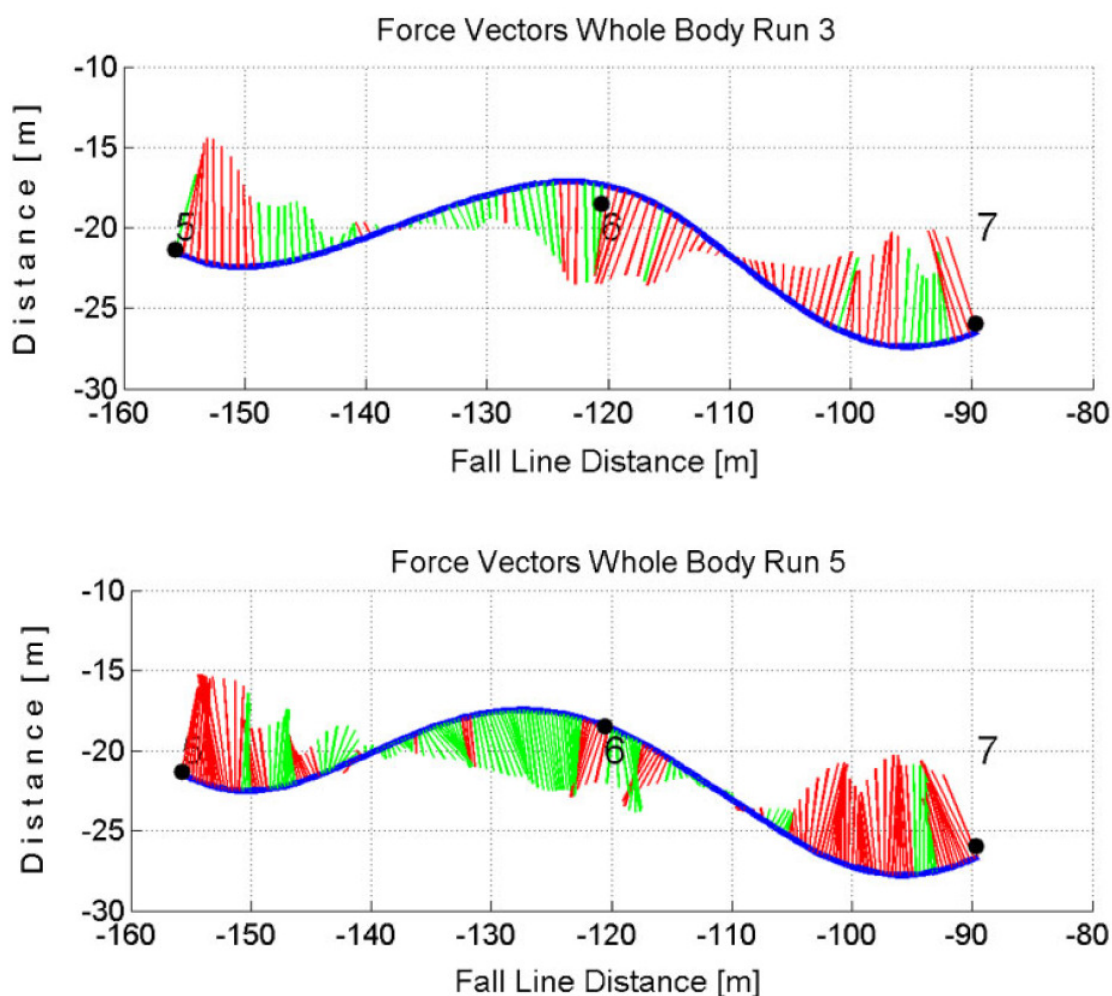 Force Vectors Whole Body Run 3
Distance [m]
-10
-15
-20
-25
-30
5
6
7
-160 -150 -140 -130 -120 -110 -100 -90 -80
Fall Line Distance [m]
Force Vectors Whole Body Run 5
Distance [m]
-10
-15
-20
-25
-30
5
6
7
-160 -150 -140 -130 -120 -110 -100 -90 -80
Fall Line Distance [m]